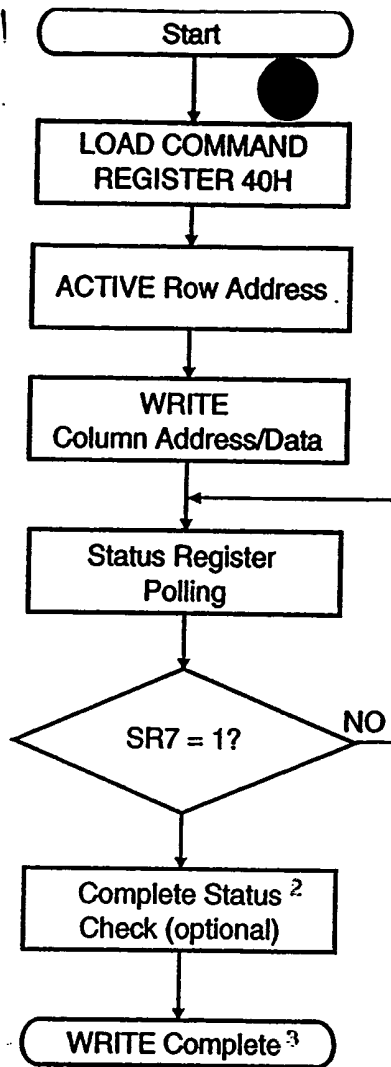 Start
LOAD COMMAND
REGISTER 40H
ACTIVE Row Address
WRITE
Column Address/Data
Status Register
Polling
SR7 = 1?
NO
Complete Status 2
Check (optional)
WRITE Complete 3